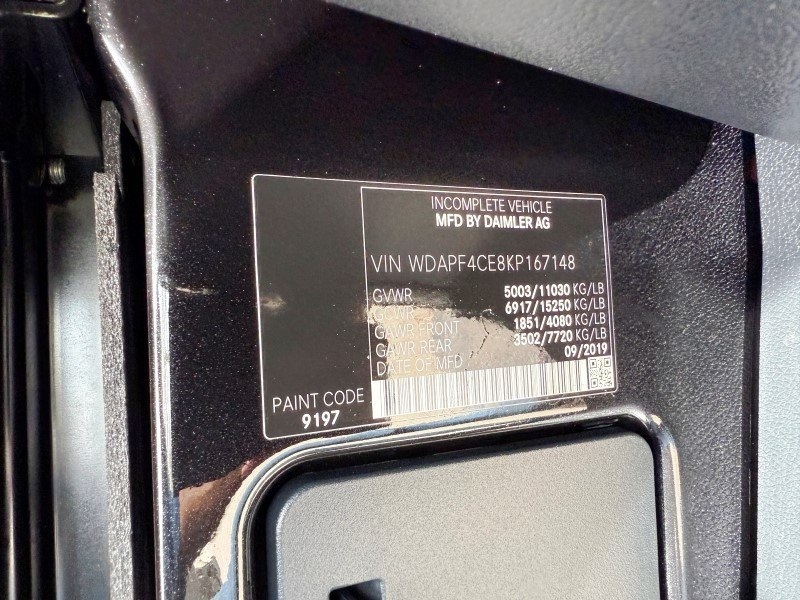 INCOMPLETE VEHICLE
MFD BY DAIMLER AG
VIN WDAPF4CE8KP167148
GVWR 5003/11030 KG/LB
GCWR 6917/15250 KG/LB
GAWR FRONT 1851/4080 KG/LB
GAWR REAR 3502/7720 KG/LB
DATE OF MFD 09/2019
PAINT CODE
9197